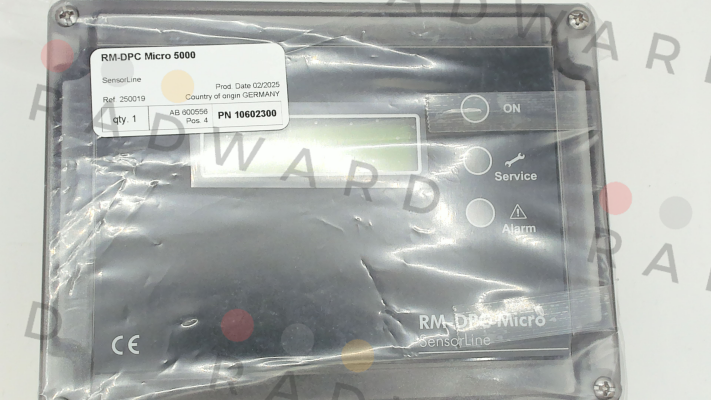 RM-DPC Micro 5000
SensorLine
Prod. Date 02/2025
Ref. 250019
Country of origin GERMANY
qty. 1
AB 600556
Pos. 4
PN 10602300
ON
Service
Alarm
RM-DPC Micro
SensorLine
CE
RADWARD
RADWARD
RADWARD